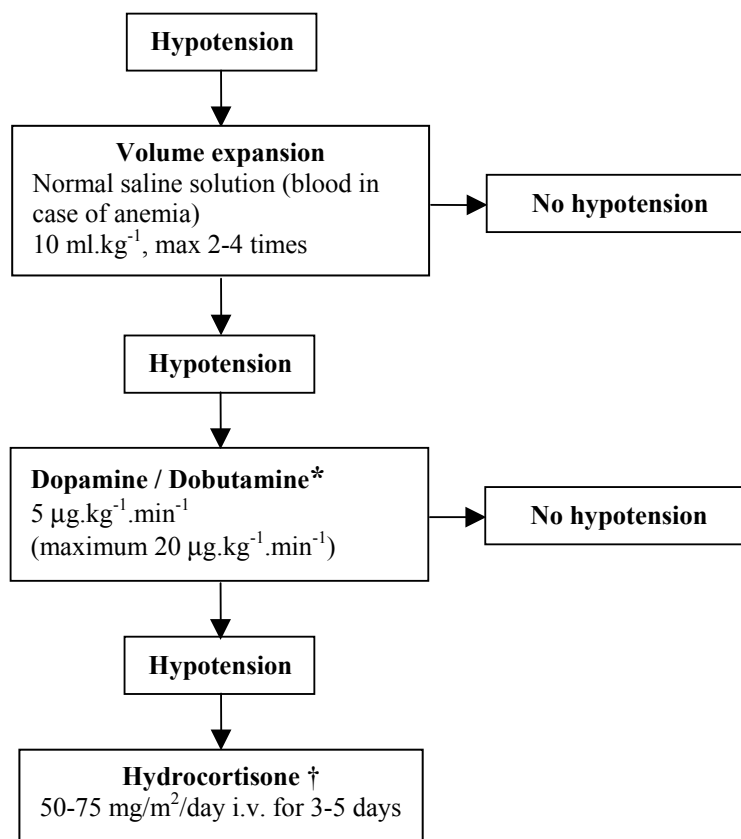 Hypotension
Volume expansion
Normal saline solution (blood in
case of anemia)
10 ml.kg⁻¹, max 2-4 times
No hypotension
Hypotension
Dopamine / Dobutamine*
5 μg.kg⁻¹.min⁻¹
(maximum 20 μg.kg⁻¹.min⁻¹)
No hypotension
Hypotension
Hydrocortisone †
50-75 mg/m²/day i.v. for 3-5 days